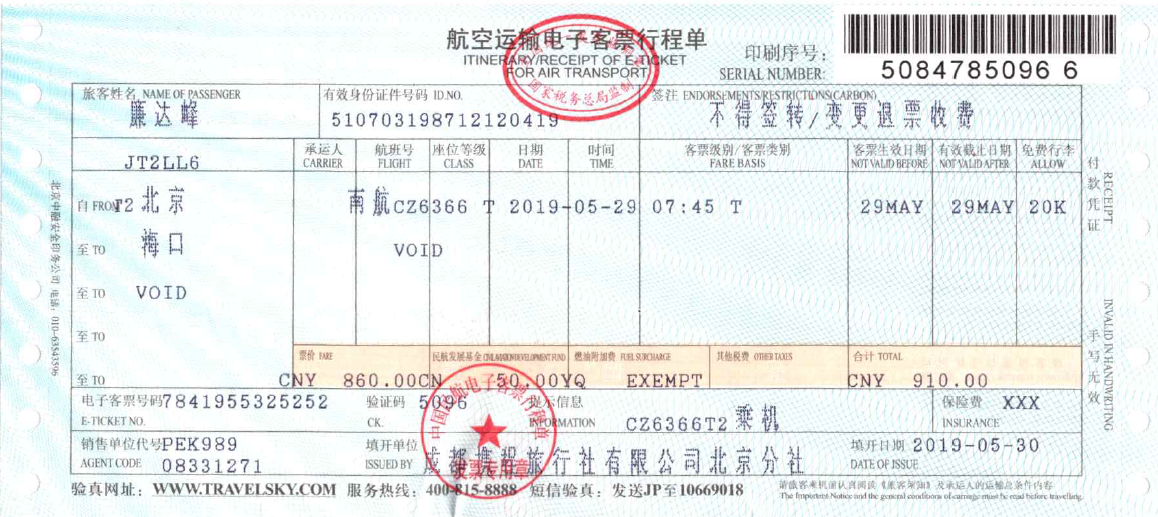 航空运输电子客票行程单
ITINERARY/RECEIPT OF E-TICKET
FOR AIR TRANSPORT
国家税务总局监制
印刷序号:
SERIAL NUMBER: 5084785096 6
旅客姓名 NAME OF PASSENGER 有效身份证件号码 ID.NO. 签注 ENDORSEMENTS/RESTRICTIONS(CARBON)
廉达峰 510703198712120419 不得签转/变更退票收费
承运人 航班号 座位等级 日期 时间 客票级别/客票类别 客票生效日期 有效截止日期 免费行李
JT2LL6 CARRIER FLIGHT CLASS DATE TIME FARE BASIS NOT VALID BEFORE NOT VALID AFTER ALLOW
自 FROM T2 北京 南航 CZ6366 T 2019-05-29 07:45 T 29MAY 29MAY 20K
至 TO 海口 VOID
至 TO VOID
至 TO
票价 FARE 民航发展基金 CIVIL AVIATION DEVELOPMENT FUND 燃油附加费 FUEL SURCHARGE 其他税费 OTHER TAXES 合计 TOTAL
至 TO CNY 860.00 CN 50.00 YQ EXEMPT CNY 910.00
电子客票号码 7841955325252 验证码 5096 提示信息 保险费 XXX
E-TICKET NO. CK. INFORMATION CZ6366T2乘机 INSURANCE
销售单位代号 PEK989 填开单位 填开日期 2019-05-30
AGENT CODE 08331271 ISSUED BY 成都携程旅行社有限公司北京分社 DATE OF ISSUE
中国南航电子客票行程单
发票专用章
验真网址: WWW.TRAVELSKY.COM 服务热线: 400-815-8888 短信验真: 发送JP至10669018
请旅客乘机前认真阅读《旅客须知》及承运人的运输总条件内容
The Important Notice and the general conditions of carriage must be read before travelling.
付款凭证 RECEIPT
手写无效 INVALID IN HANDWRITING
北京中融安全印务公司 电话: 010-63543596